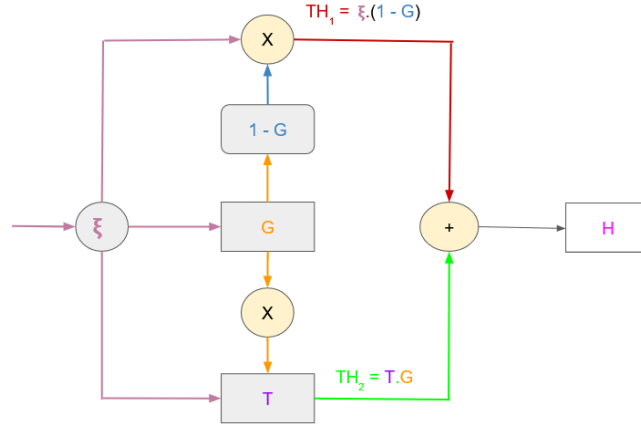 TH₁ = ξ.(1 - G)
X
1 - G
ξ
G
+
H
X
TH₂ = T.G
T